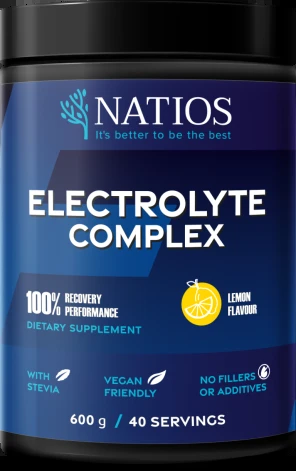 NATIOS
It's better to be the best
ELECTROLYTE
COMPLEX
100% RECOVERY
PERFORMANCE
LEMON
FLAVOUR
DIETARY SUPPLEMENT
WITH
STEVIA
VEGAN
FRIENDLY
NO FILLERS
OR ADDITIVES
600 g / 40 SERVINGS